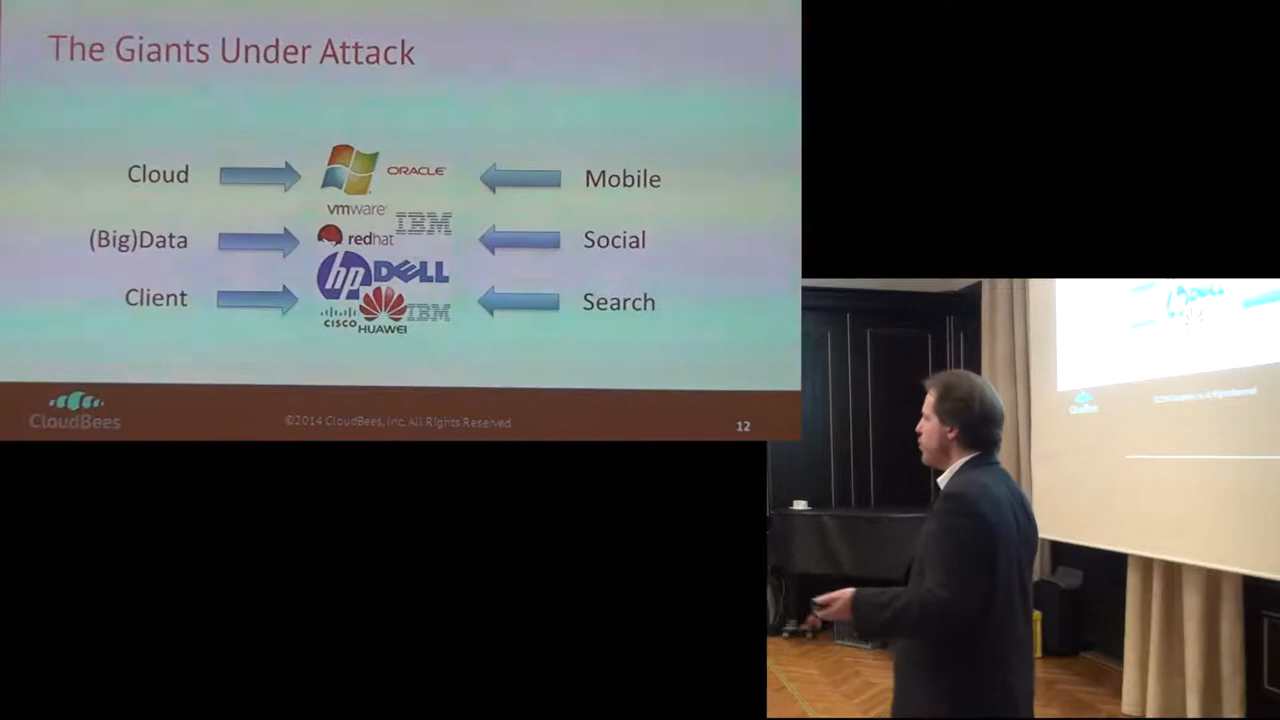 The Giants Under Attack
Cloud
ORACLE
Mobile
vmware
IBM
(Big)Data
redhat
Social
hp
DELL
Client
CISCO
HUAWEI
IBM
Search
CloudBees
©2014 CloudBees, Inc. All Rights Reserved
12
CloudBees